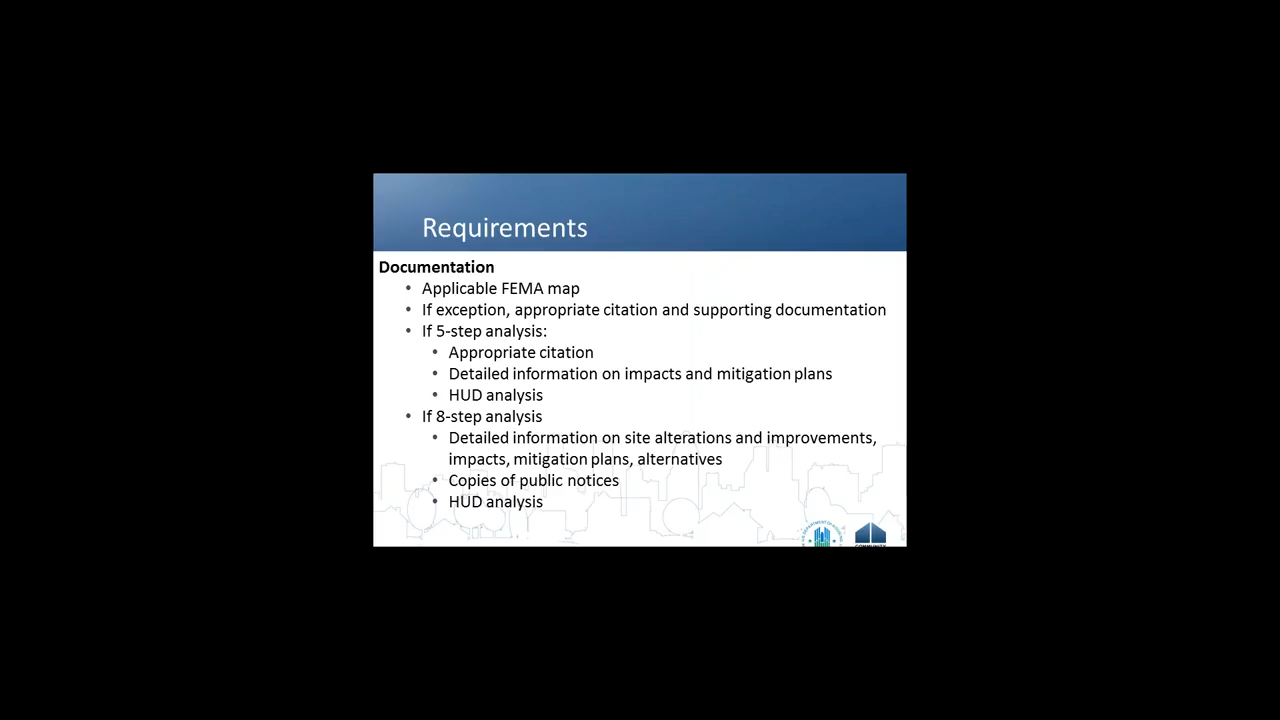 Requirements
Documentation
• Applicable FEMA map
• If exception, appropriate citation and supporting documentation
• If 5-step analysis:
• Appropriate citation
• Detailed information on impacts and mitigation plans
• HUD analysis
• If 8-step analysis
• Detailed information on site alterations and improvements,
impacts, mitigation plans, alternatives
• Copies of public notices
• HUD analysis
COMMUNITY